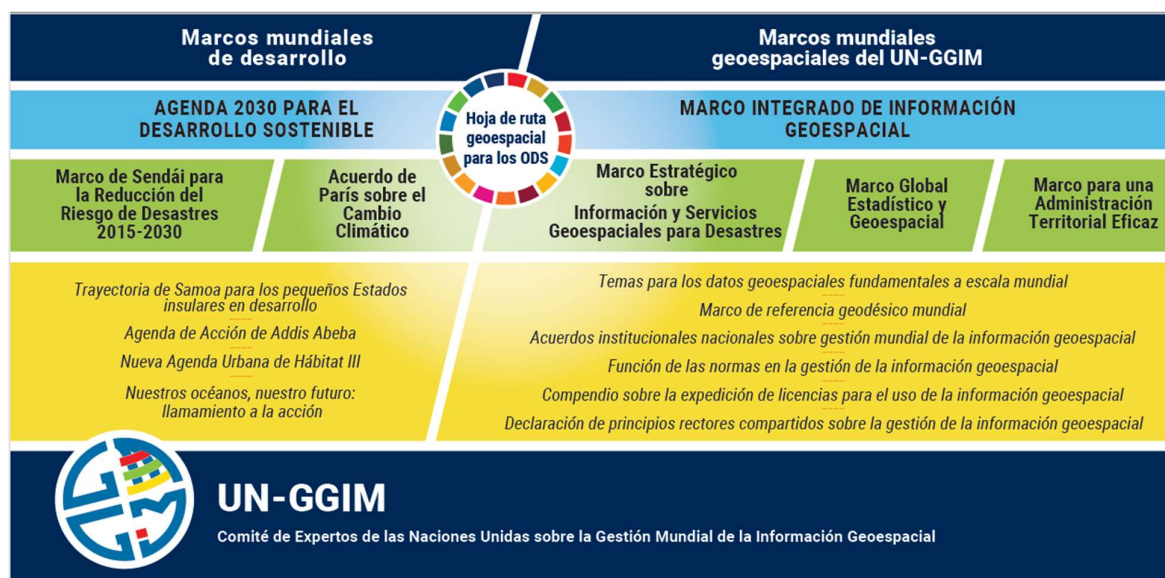 Marcos mundiales
de desarrollo
Marcos mundiales
geoespaciales del UN-GGIM
AGENDA 2030 PARA EL
DESARROLLO SOSTENIBLE
Hoja de ruta
geoespacial
para los ODS
MARCO INTEGRADO DE INFORMACIÓN
GEOESPACIAL
Marco de Sendái para
la Reducción del
Riesgo de Desastres
2015-2030
Acuerdo de
París sobre el
Cambio
Climático
Marco Estratégico
sobre
Información y Servicios
Geoespaciales para Desastres
Marco Global
Estadístico y
Geoespacial
Marco para una
Administración
Territorial Eficaz
Trayectoria de Samoa para los pequeños Estados
insulares en desarrollo
Agenda de Acción de Addis Abeba
Nueva Agenda Urbana de Hábitat III
Nuestros océanos, nuestro futuro:
llamamiento a la acción
Temas para los datos geoespaciales fundamentales a escala mundial
Marco de referencia geodésico mundial
Acuerdos institucionales nacionales sobre gestión mundial de la información geoespacial
Función de las normas en la gestión de la información geoespacial
Compendio sobre la expedición de licencias para el uso de la información geoespacial
Declaración de principios rectores compartidos sobre la gestión de la información geoespacial
GGIM
UN-GGIM
Comité de Expertos de las Naciones Unidas sobre la Gestión Mundial de la Información Geoespacial